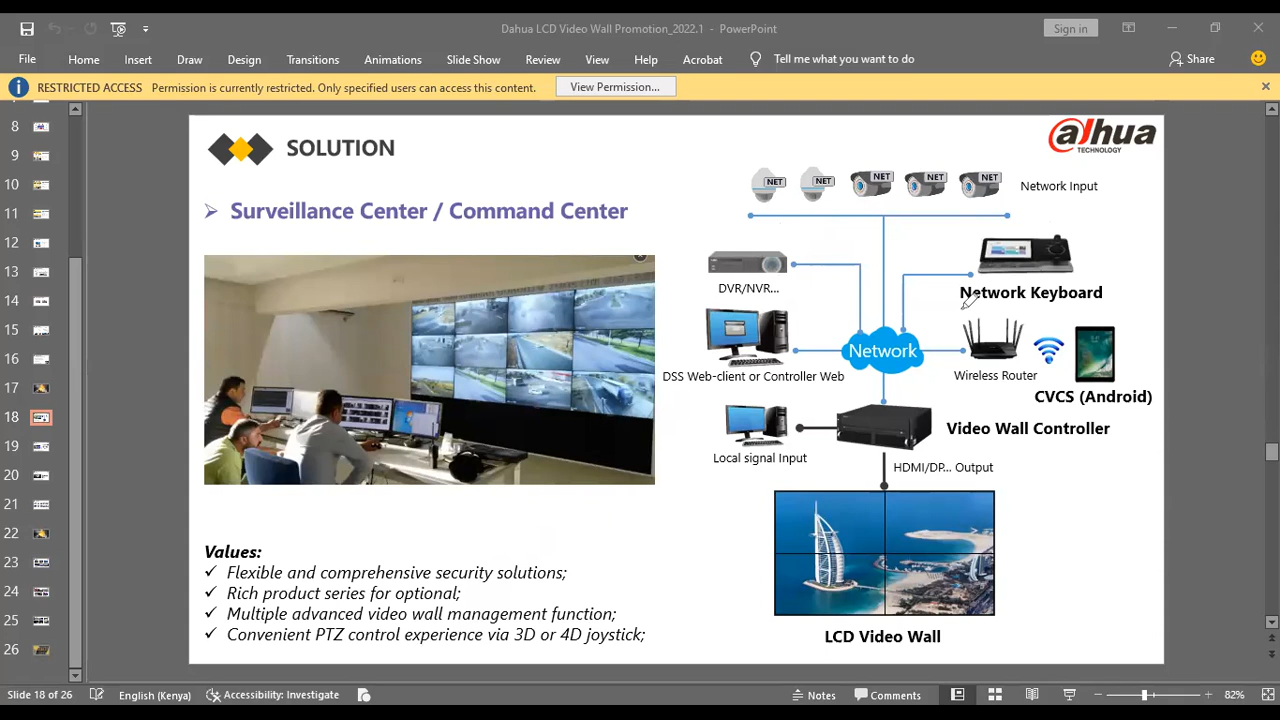 Dahua LCD Video Wall Promotion_2022.1 - PowerPoint
Sign in
File Home Insert Draw Design Transitions Animations Slide Show Review View Help Acrobat Tell me what you want to do Share
RESTRICTED ACCESS Permission is currently restricted. Only specified users can access this content. View Permission...
8
9
10
11
12
13
14
15
16
17
18
19
20
21
22
23
24
25
26
SOLUTION
alhua
TECHNOLOGY
Surveillance Center / Command Center
NET NET NET NET NET
Network Input
DVR/NVR...
Network Keyboard
Network
DSS Web-client or Controller Web
Wireless Router
CVCS (Android)
Local signal Input
Video Wall Controller
HDMI/DP... Output
LCD Video Wall
Values:
✓ Flexible and comprehensive security solutions;
✓ Rich product series for optional;
✓ Multiple advanced video wall management function;
✓ Convenient PTZ control experience via 3D or 4D joystick;
Slide 18 of 26 English (Kenya) Accessibility: Investigate Notes Comments 82%